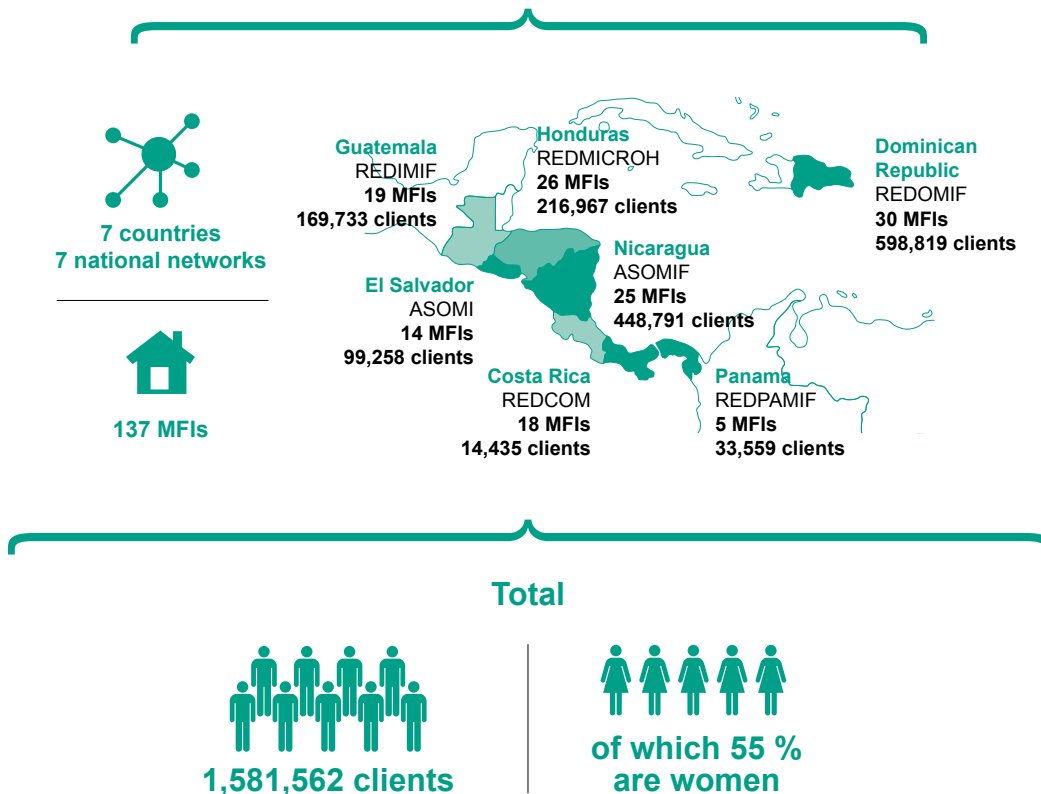 7 countries
7 national networks
137 MFIs
Guatemala
REDIMIF
19 MFIs
169,733 clients
Honduras
REDMICROH
26 MFIs
216,967 clients
Dominican
Republic
REDOMIF
30 MFIs
598,819 clients
El Salvador
ASOMI
14 MFIs
99,258 clients
Nicaragua
ASOMIF
25 MFIs
448,791 clients
Costa Rica
REDCOM
18 MFIs
14,435 clients
Panama
REDPAMIF
5 MFIs
33,559 clients
Total
1,581,562 clients
of which 55 %
are women